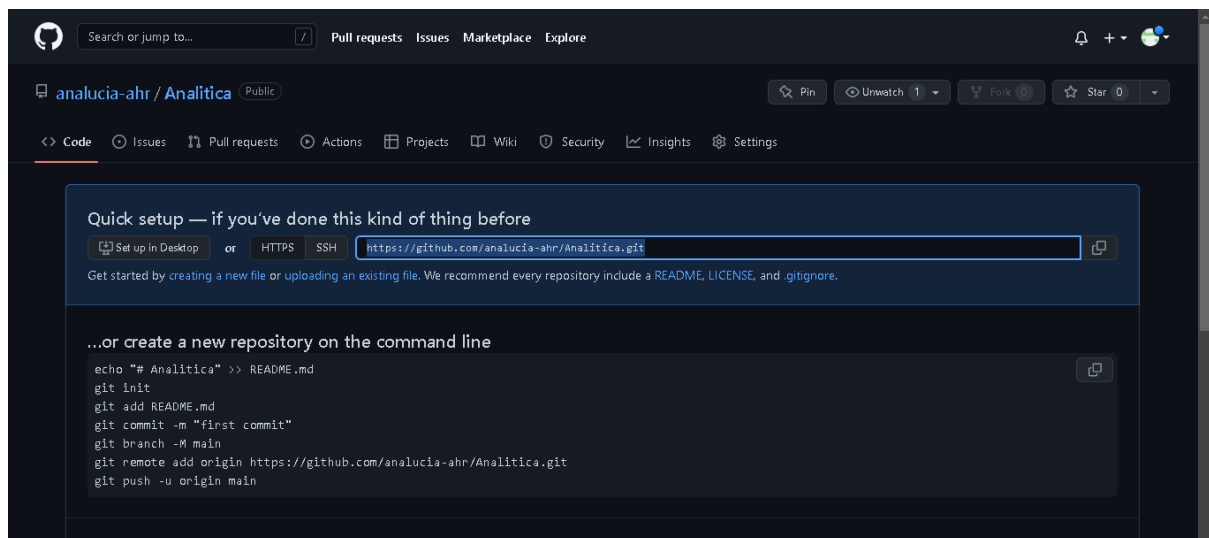 Search or jump to... / Pull requests Issues Marketplace Explore
analucia-ahr / Analitica Public Pin Unwatch 1 Fork 0 Star 0
<> Code Issues Pull requests Actions Projects Wiki Security Insights Settings
Quick setup — if you've done this kind of thing before
Set up in Desktop or HTTPS SSH https://github.com/analucia-ahr/Analitica.git
Get started by creating a new file or uploading an existing file. We recommend every repository include a README, LICENSE, and .gitignore.
…or create a new repository on the command line
echo "# Analitica" >> README.md
git init
git add README.md
git commit -m "first commit"
git branch -M main
git remote add origin https://github.com/analucia-ahr/Analitica.git
git push -u origin main